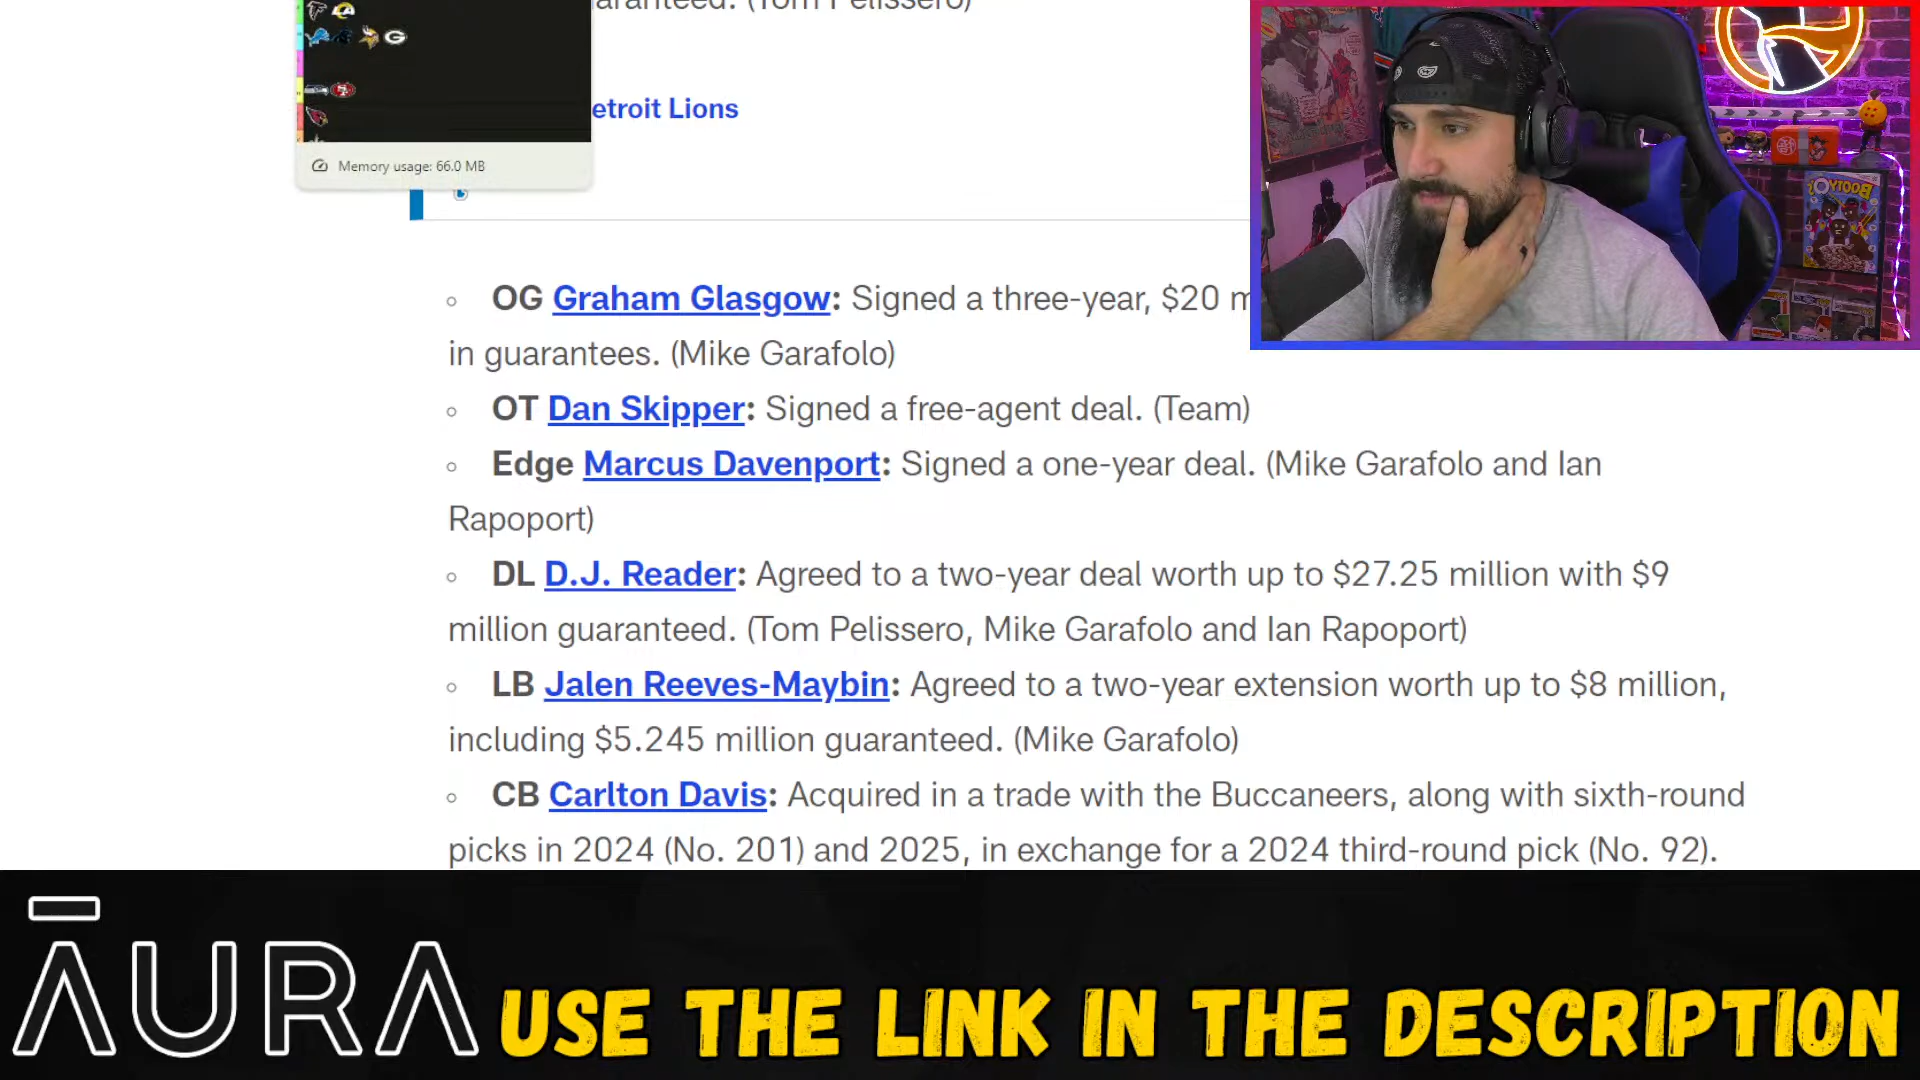 aranteed. (Tom Pelissero)
etroit Lions
Memory usage: 66.0 MB
OG Graham Glasgow: Signed a three-year, $20 m
in guarantees. (Mike Garafolo)
OT Dan Skipper: Signed a free-agent deal. (Team)
Edge Marcus Davenport: Signed a one-year deal. (Mike Garafolo and Ian
Rapoport)
DL D.J. Reader: Agreed to a two-year deal worth up to $27.25 million with $9
million guaranteed. (Tom Pelissero, Mike Garafolo and Ian Rapoport)
LB Jalen Reeves-Maybin: Agreed to a two-year extension worth up to $8 million,
including $5.245 million guaranteed. (Mike Garafolo)
CB Carlton Davis: Acquired in a trade with the Buccaneers, along with sixth-round
picks in 2024 (No. 201) and 2025, in exchange for a 2024 third-round pick (No. 92).
AURA USE THE LINK IN THE DESCRIPTION